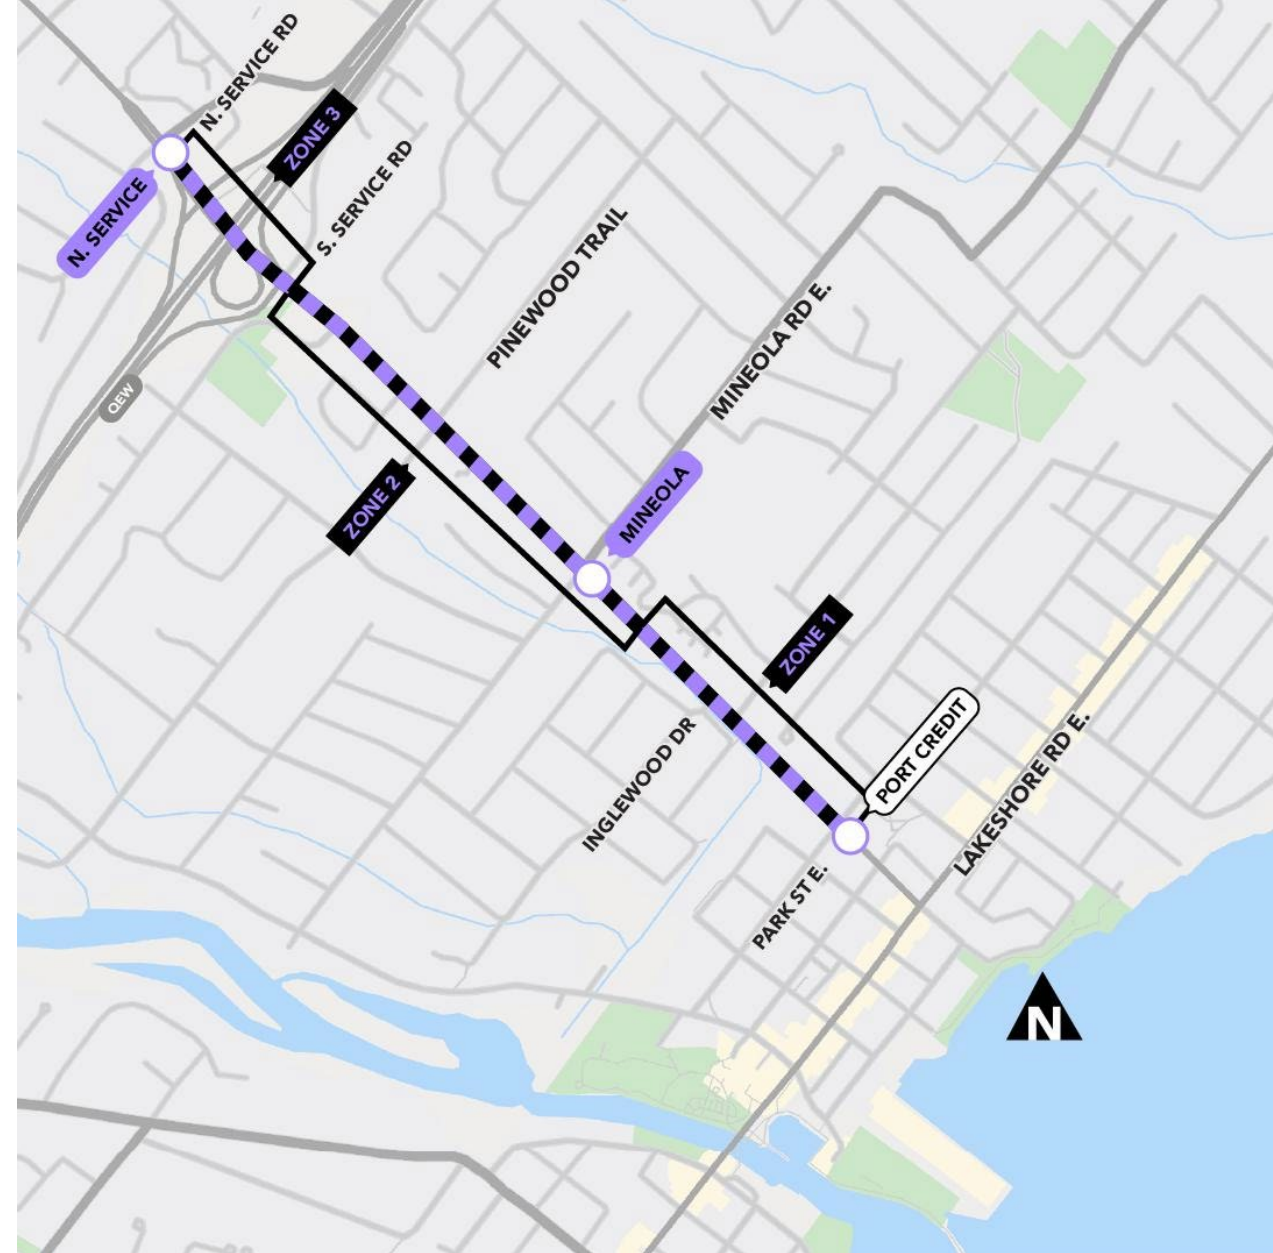 N. SERVICE RD
ZONE 3
S. SERVICE RD
N. SERVICE
PINEWOOD TRAIL
MINEOLA RD E.
QEW
ZONE 2
MINEOLA
ZONE 1
PORT CREDIT
INGLEWOOD DR
LAKESHORE RD E.
PARK ST E.
N